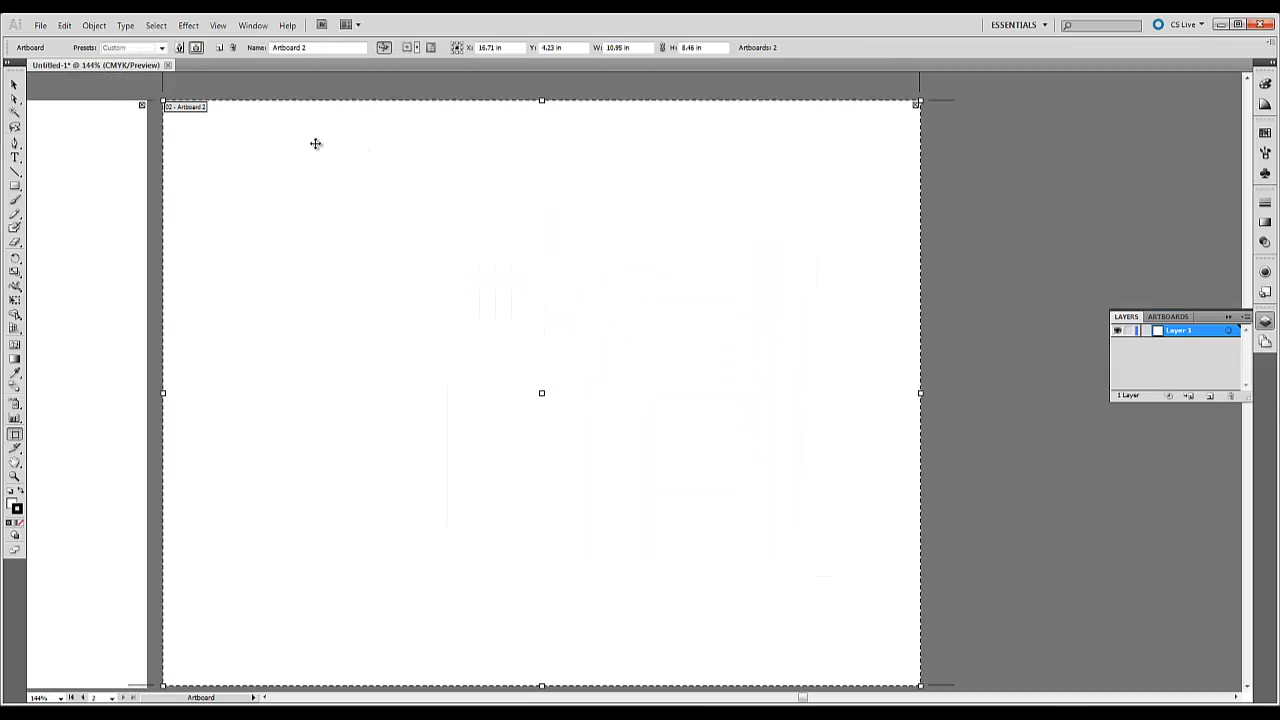 Ai File Edit Object Type Select Effect View Window Help Br ESSENTIALS CS Live
Artboard Presets: Custom Name: Artboard 2 X: 16.71 in Y: 4.23 in W: 10.95 in H: 8.46 in Artboards: 2
Untitled-1* @ 144% (CMYK/Preview)
02 - Artboard 2
LAYERS ARTBOARDS
Layer 1
1 Layer
144% 2 Artboard